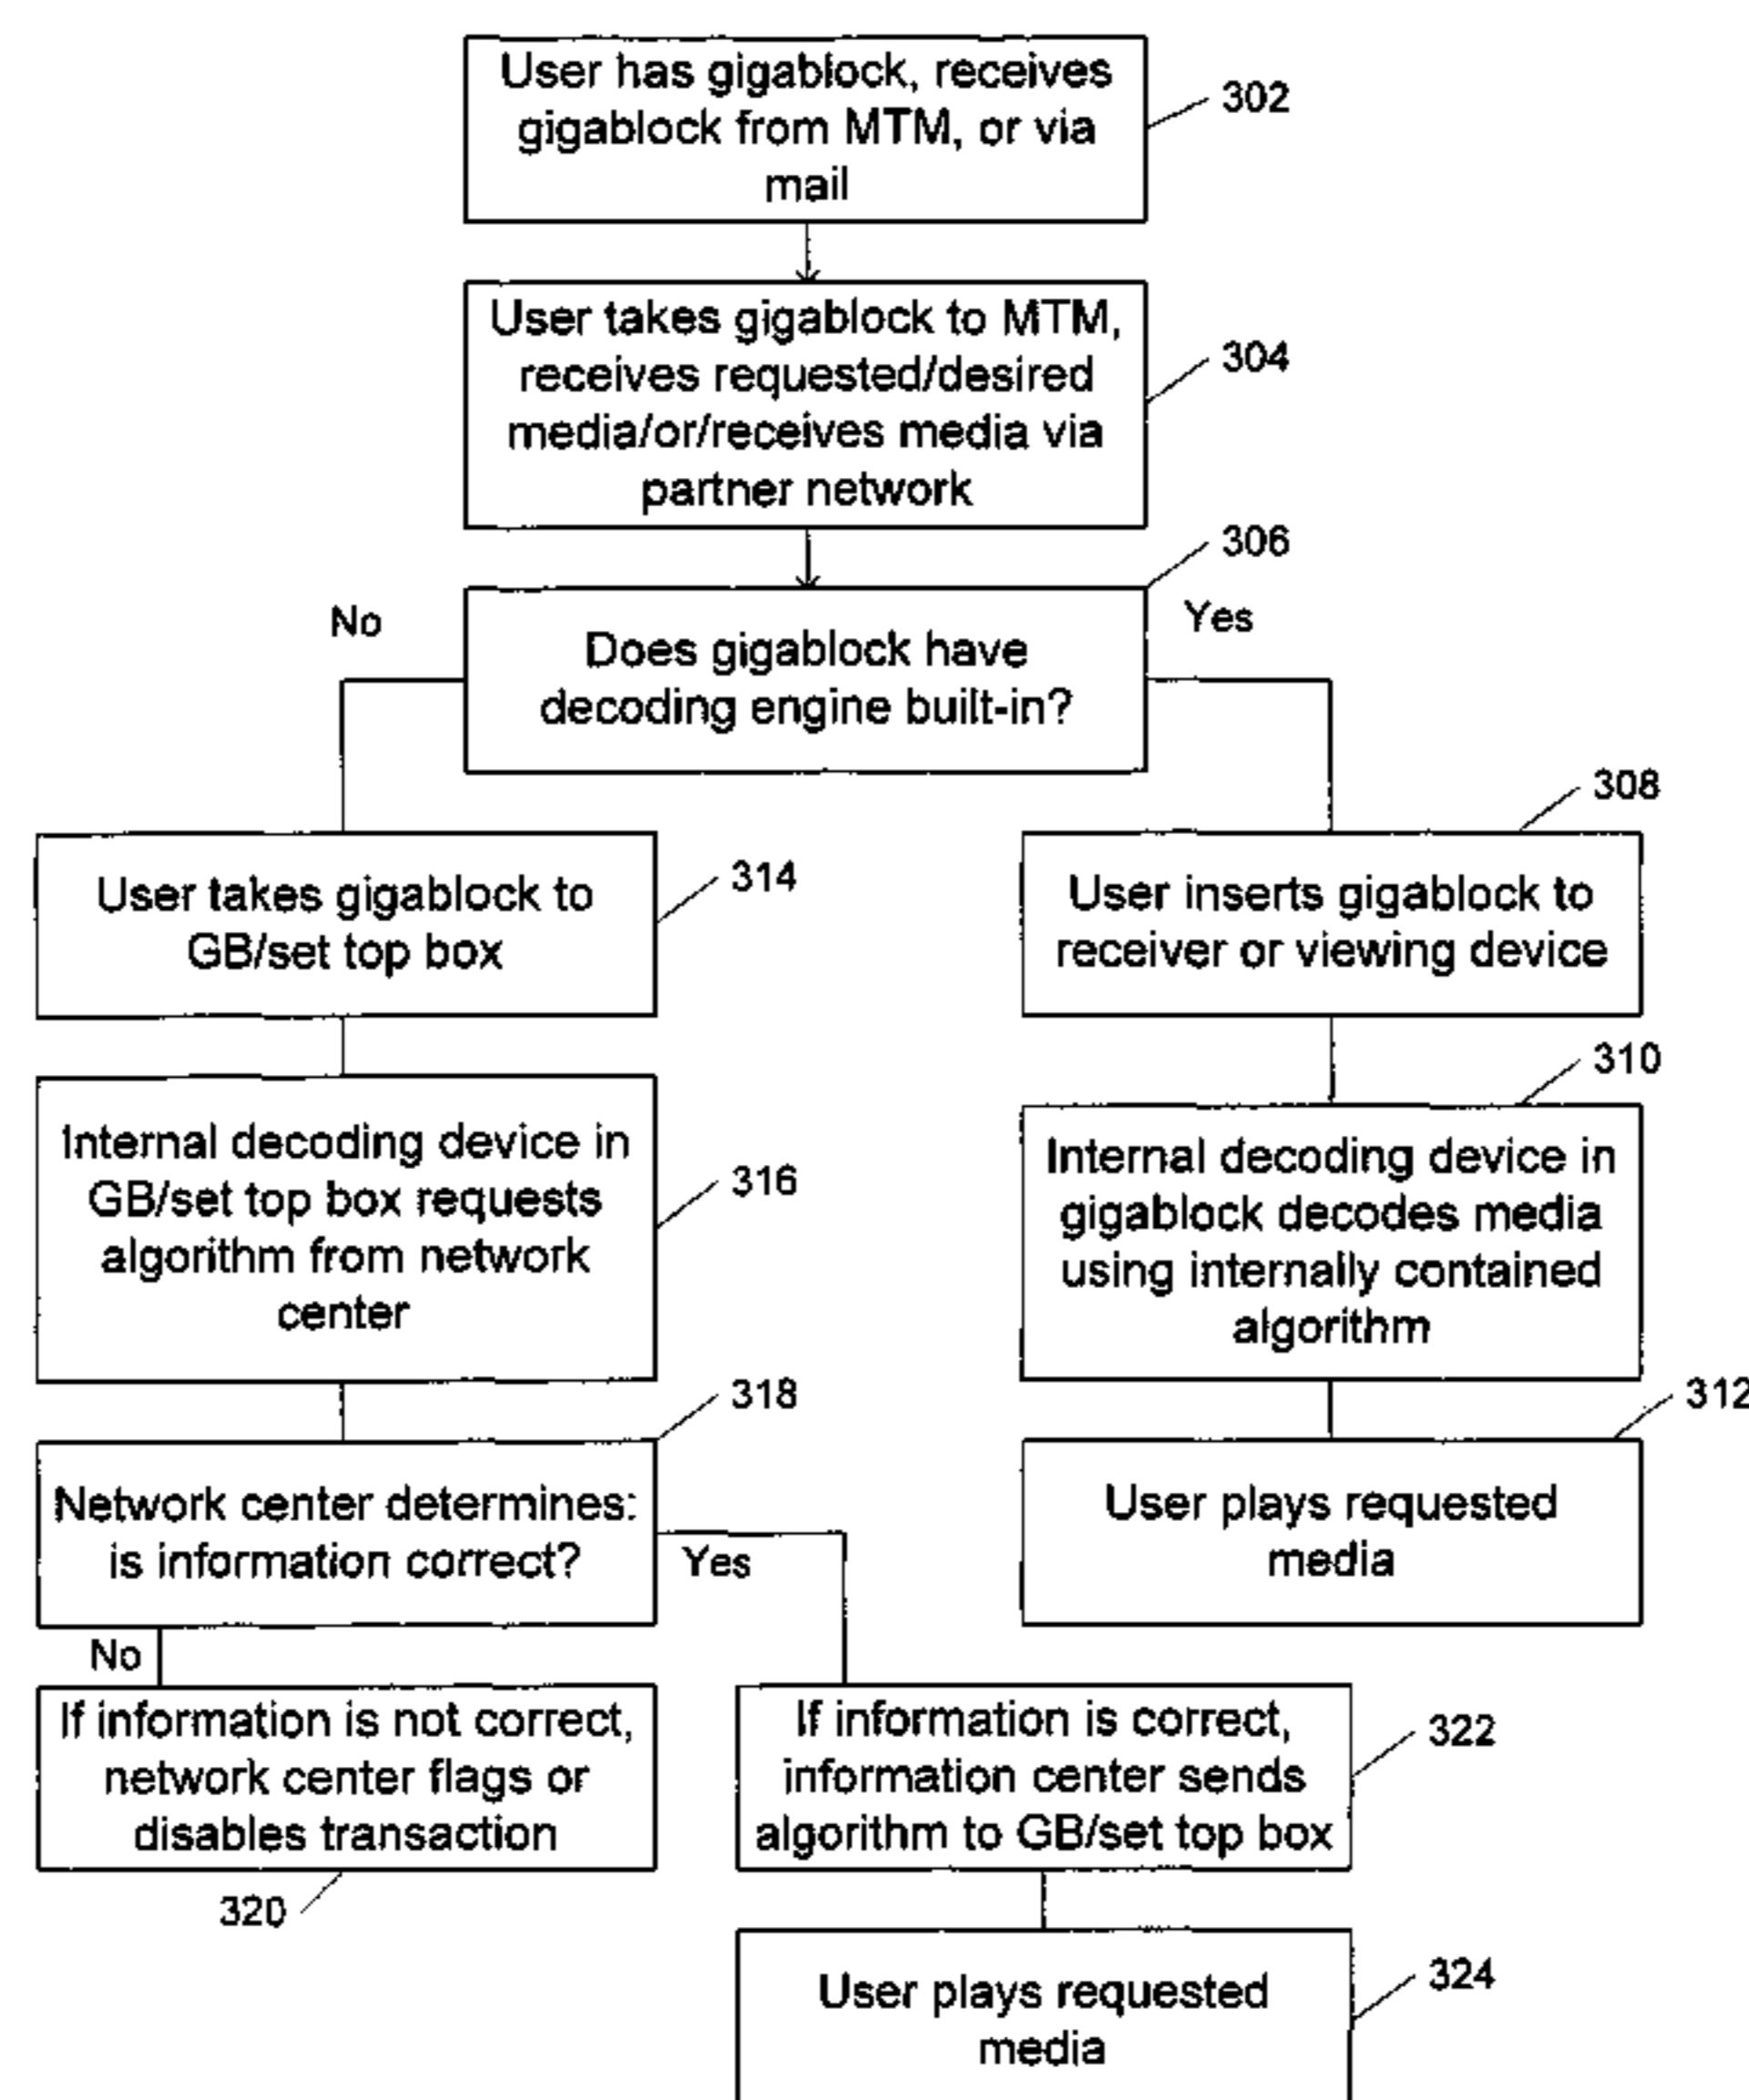 User has gigablock, receives
gigablock from MTM, or via
mail
302
User takes gigablock to MTM,
receives requested/desired
media/or/receives media via
partner network
304
306
No
Yes
Does gigablock have
decoding engine built-in?
308
User takes gigablock to
GB/set top box
314
User inserts gigablock to
receiver or viewing device
310
Internal decoding device in
GB/set top box requests
algorithm from network
center
316
Internal decoding device in
gigablock decodes media
using internally contained
algorithm
318
312
Network center determines:
is information correct?
Yes
User plays requested
media
No
If information is not correct,
network center flags or
disables transaction
320
If information is correct,
information center sends
algorithm to GB/set top box
322
User plays requested
media
324